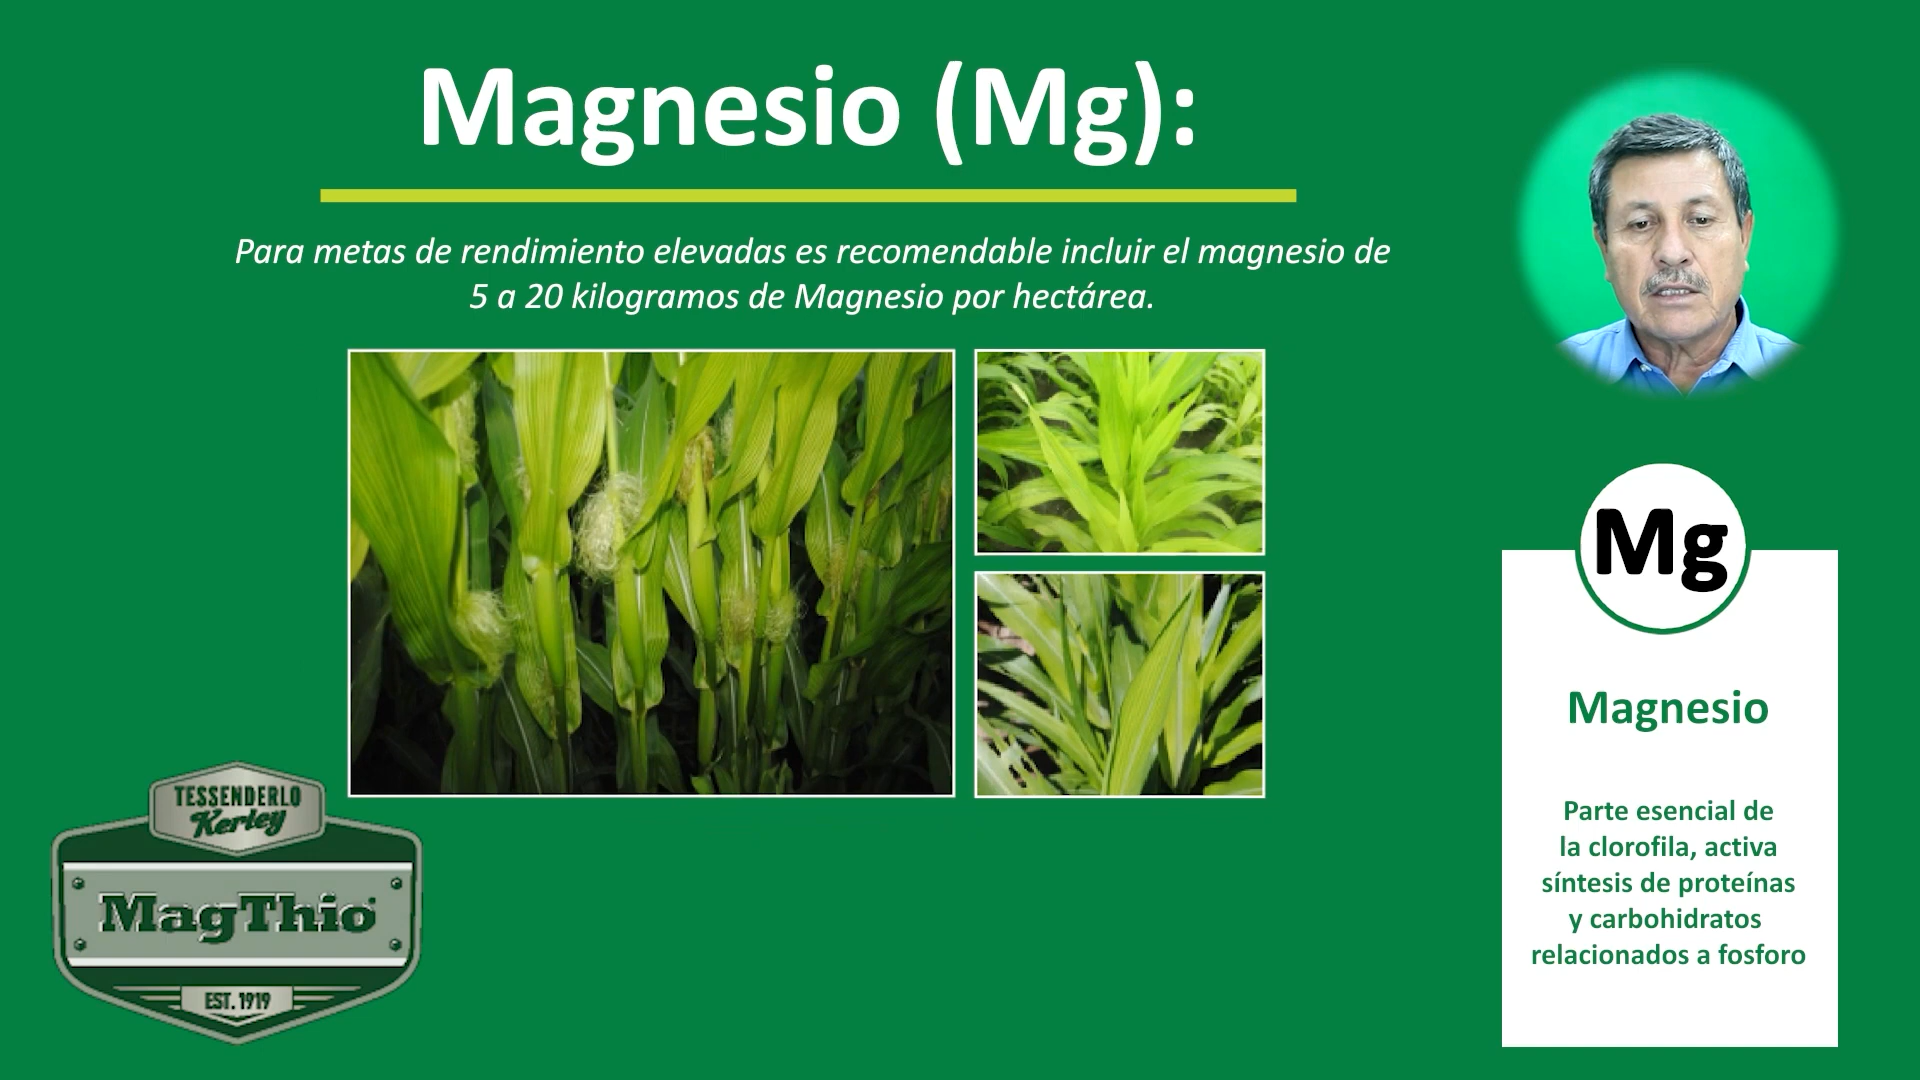 Magnesio (Mg):
Para metas de rendimiento elevadas es recomendable incluir el magnesio de
5 a 20 kilogramos de Magnesio por hectárea.
Mg
Magnesio
Parte esencial de
la clorofila, activa
síntesis de proteínas
y carbohidratos
relacionados a fosforo
TESSENDERLO
Kerley
MagThio
EST. 1919